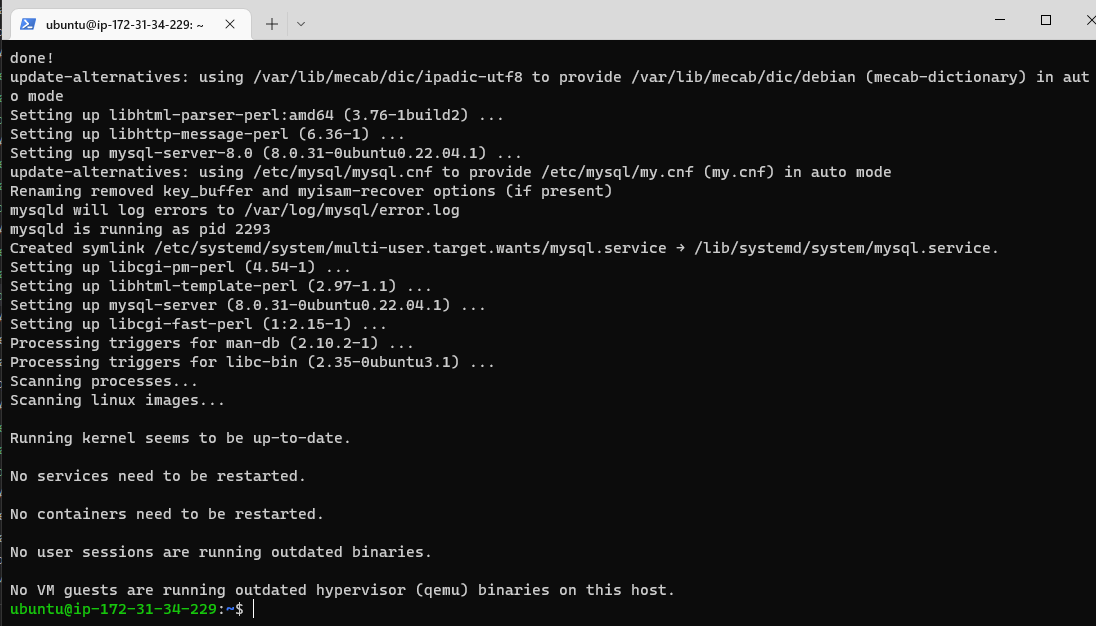 ubuntu@ip-172-31-34-229: ~
done!
update-alternatives: using /var/lib/mecab/dic/ipadic-utf8 to provide /var/lib/mecab/dic/debian (mecab-dictionary) in aut
o mode
Setting up libhtml-parser-perl:amd64 (3.76-1build2) ...
Setting up libhttp-message-perl (6.36-1) ...
Setting up mysql-server-8.0 (8.0.31-0ubuntu0.22.04.1) ...
update-alternatives: using /etc/mysql/mysql.cnf to provide /etc/mysql/my.cnf (my.cnf) in auto mode
Renaming removed key_buffer and myisam-recover options (if present)
mysqld will log errors to /var/log/mysql/error.log
mysqld is running as pid 2293
Created symlink /etc/systemd/system/multi-user.target.wants/mysql.service → /lib/systemd/system/mysql.service.
Setting up libcgi-pm-perl (4.54-1) ...
Setting up libhtml-template-perl (2.97-1.1) ...
Setting up mysql-server (8.0.31-0ubuntu0.22.04.1) ...
Setting up libcgi-fast-perl (1:2.15-1) ...
Processing triggers for man-db (2.10.2-1) ...
Processing triggers for libc-bin (2.35-0ubuntu3.1) ...
Scanning processes...
Scanning linux images...
Running kernel seems to be up-to-date.
No services need to be restarted.
No containers need to be restarted.
No user sessions are running outdated binaries.
No VM guests are running outdated hypervisor (qemu) binaries on this host.
ubuntu@ip-172-31-34-229:~$